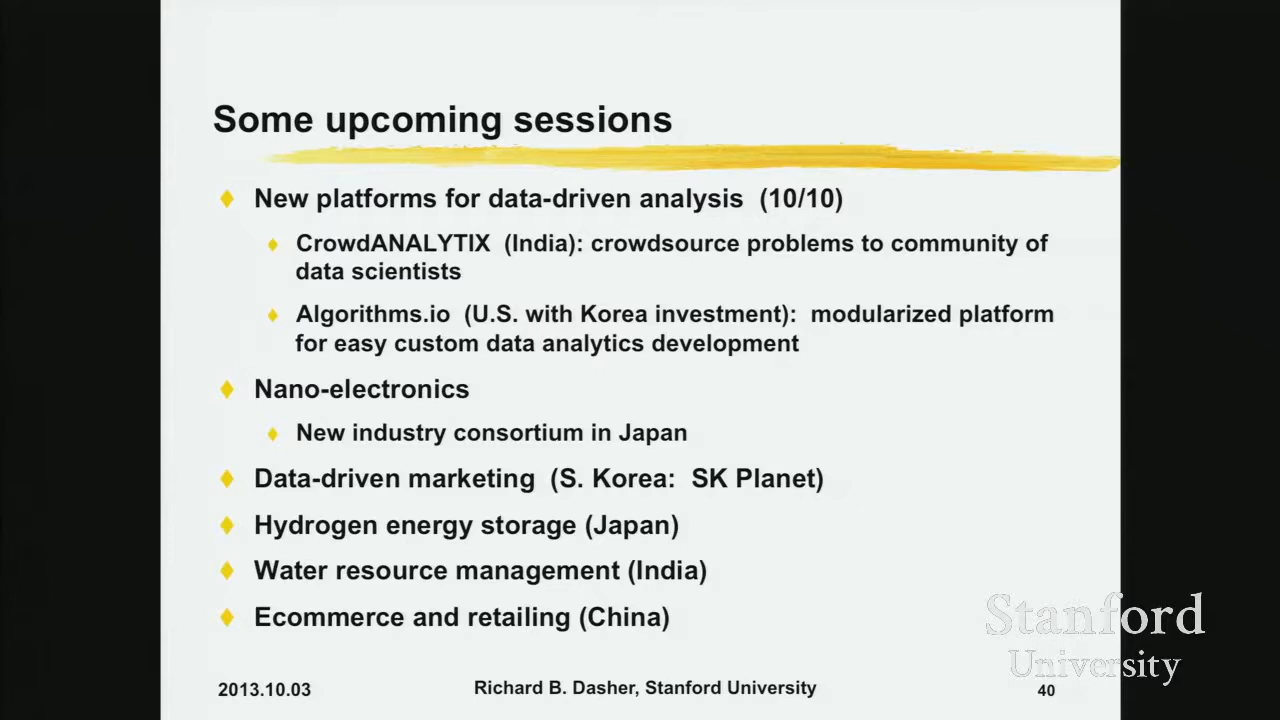 Some upcoming sessions
New platforms for data-driven analysis (10/10)
CrowdANALYTIX (India): crowdsource problems to community of
data scientists
Algorithms.io (U.S. with Korea investment): modularized platform
for easy custom data analytics development
Nano-electronics
New industry consortium in Japan
Data-driven marketing (S. Korea: SK Planet)
Hydrogen energy storage (Japan)
Water resource management (India)
Ecommerce and retailing (China)
Stanford
University
2013.10.03
Richard B. Dasher, Stanford University
40